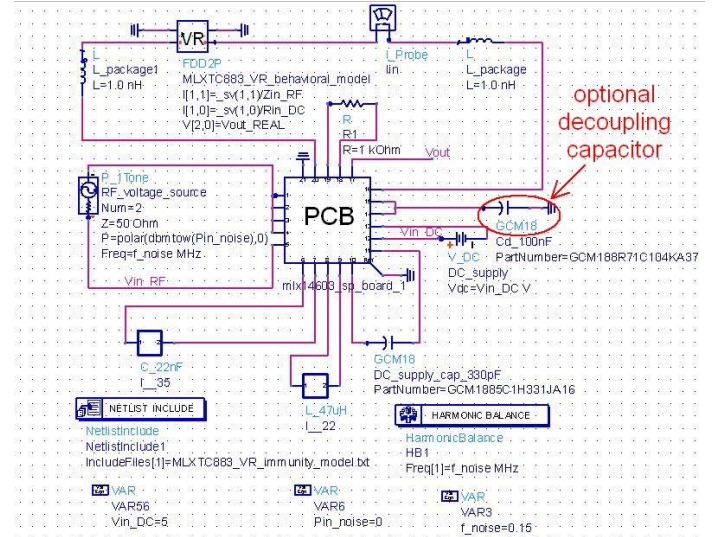 VR
FDD2P
MLXTC883_VR_behavioral_model
I[1,1]=_sv(1,1)/Zin_RF
I[1,0]=_sv(1,0)/Rin_DC
V[2,0]=Vout_REAL
L
L_package1
L=1.0 nH
I_Probe
Iin
L
L_package
L=1.0 nH
optional
decoupling
capacitor
R
R1
R=1 kOhm
Vout
P_1Tone
RF_voltage_source
Num=2
Z=50 Ohm
P=polar(dbmtow(Pin_noise),0)
Freq=f_noise MHz
Vin_RF
PCB
mlx14603_sp_board_1
Vin_DC
GCM18
Cd_100nF
PartNumber=GCM188R71C104KA37
V_DC
DC_supply
Vdc=Vin_DC V
C_22nF
I__35
L_47uH
I__22
GCM18
DC_supply_cap_330pF
PartNumber=GCM1885C1H331JA16
NETLIST INCLUDE
NetlistInclude
NetlistInclude1
IncludeFiles[1]=MLXTC883_VR_immunity_model.txt
HARMONIC BALANCE
HarmonicBalance
HB1
Freq[1]=f_noise MHz
VAR
VAR56
Vin_DC=5
VAR
VAR6
Pin_noise=0
VAR
VAR3
f_noise=0.15